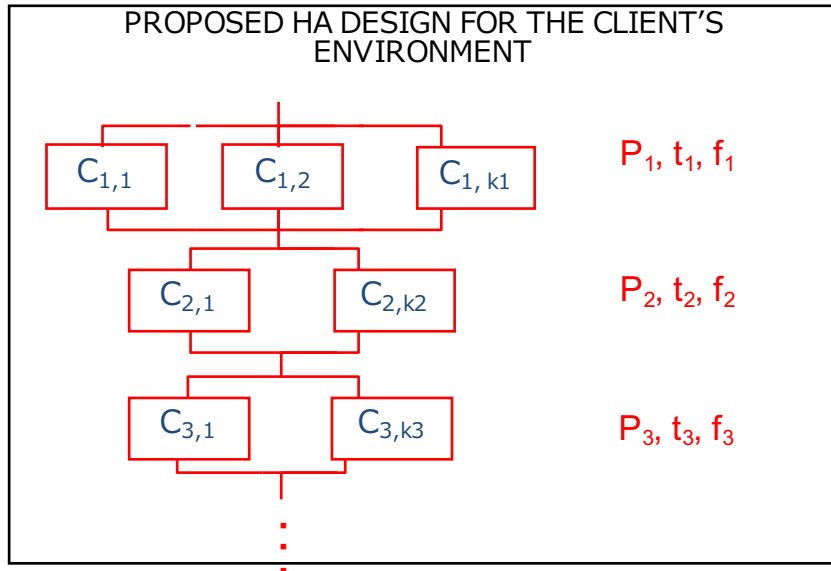 PROPOSED HA DESIGN FOR THE CLIENT’S
ENVIRONMENT
C1,1 C1,2 C1, k1 P1, t1, f1
C2,1 C2,k2 P2, t2, f2
C3,1 C3,k3 P3, t3, f3